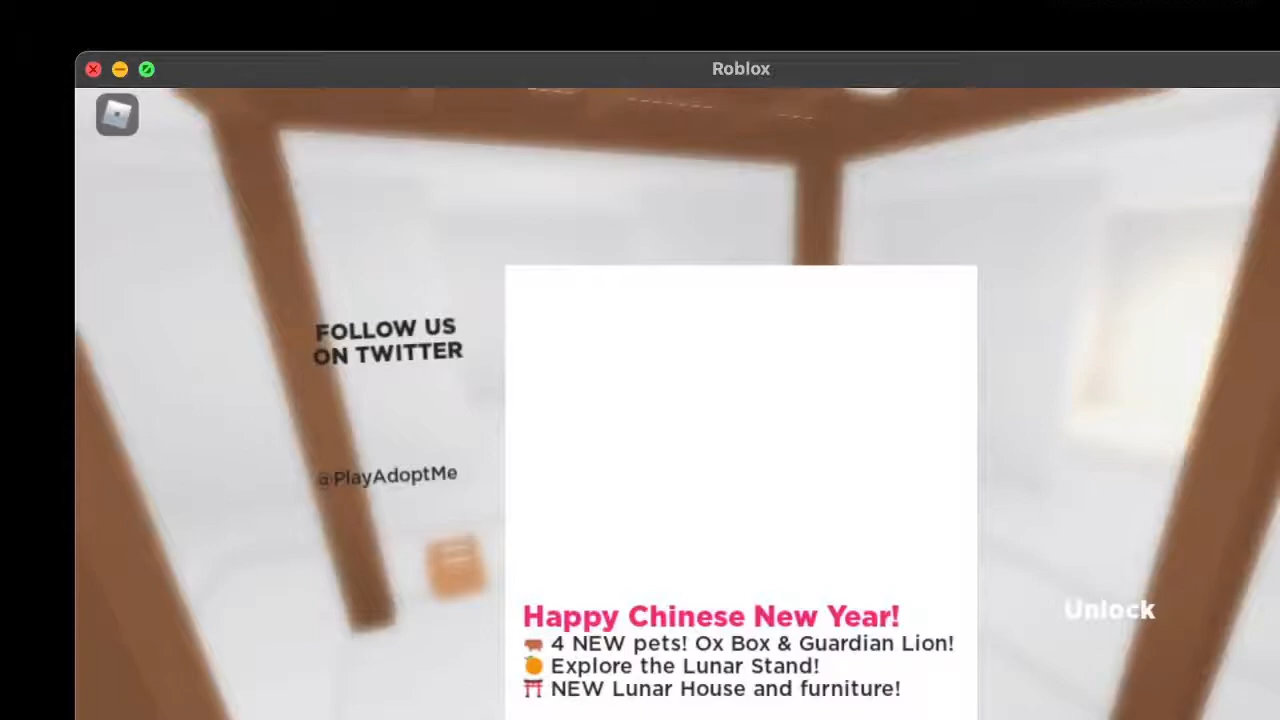 Roblox
FOLLOW US
ON TWITTER
@PlayAdoptMe
Happy Chinese New Year!
🐂 4 NEW pets! Ox Box & Guardian Lion!
🍊 Explore the Lunar Stand!
⛩️ NEW Lunar House and furniture!
Unlock